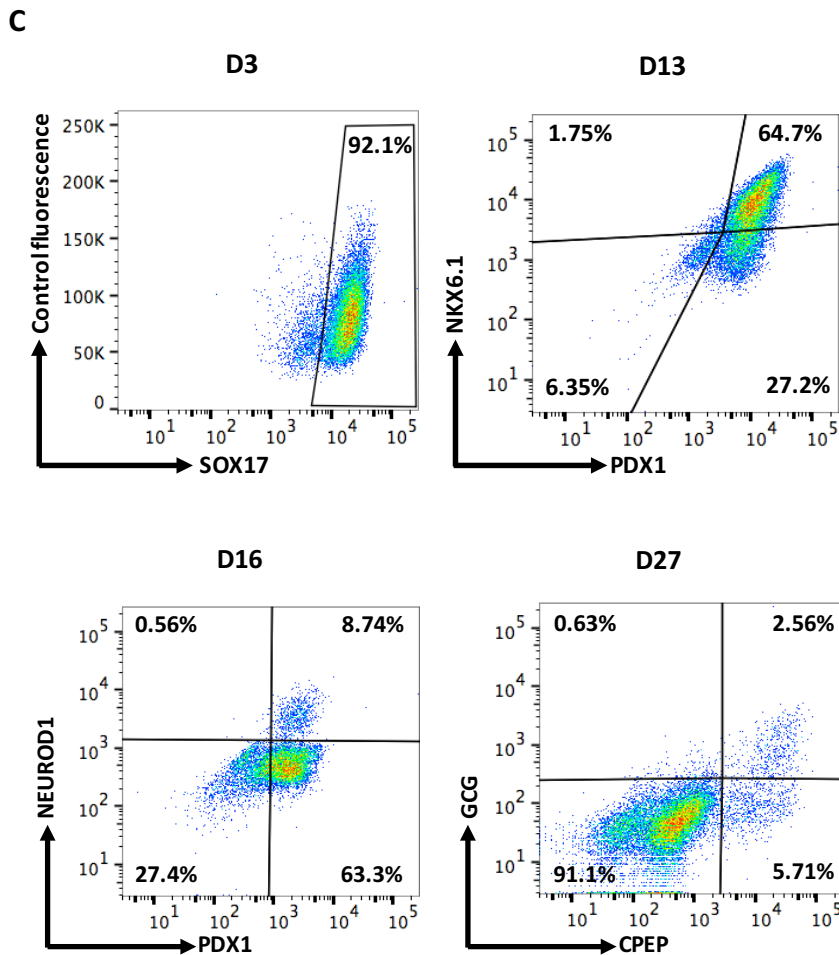 C
D3
D13
Control fluorescence
250K
200K
150K
100K
50K
0
92.1%
10^1 10^2 10^3 10^4 10^5
SOX17
NKX6.1
10^5
10^4
10^3
10^2
10^1
1.75% 64.7%
6.35% 27.2%
10^1 10^2 10^3 10^4 10^5
PDX1
D16
D27
NEUROD1
10^5
10^4
10^3
10^2
10^1
0.56% 8.74%
27.4% 63.3%
10^1 10^2 10^3 10^4 10^5
PDX1
GCG
10^5
10^4
10^3
10^2
10^1
0.63% 2.56%
91.1% 5.71%
10^1 10^2 10^3 10^4 10^5
CPEP